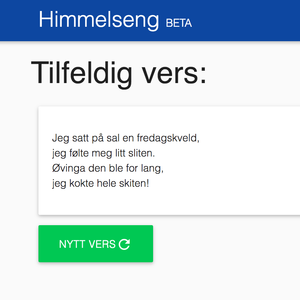 Himmelseng BETA
Tilfeldig vers:
Jeg satt på sal en fredagskveld,
jeg følte meg litt sliten.
Øvinga den ble for lang,
jeg kokte hele skiten!
NYTT VERS